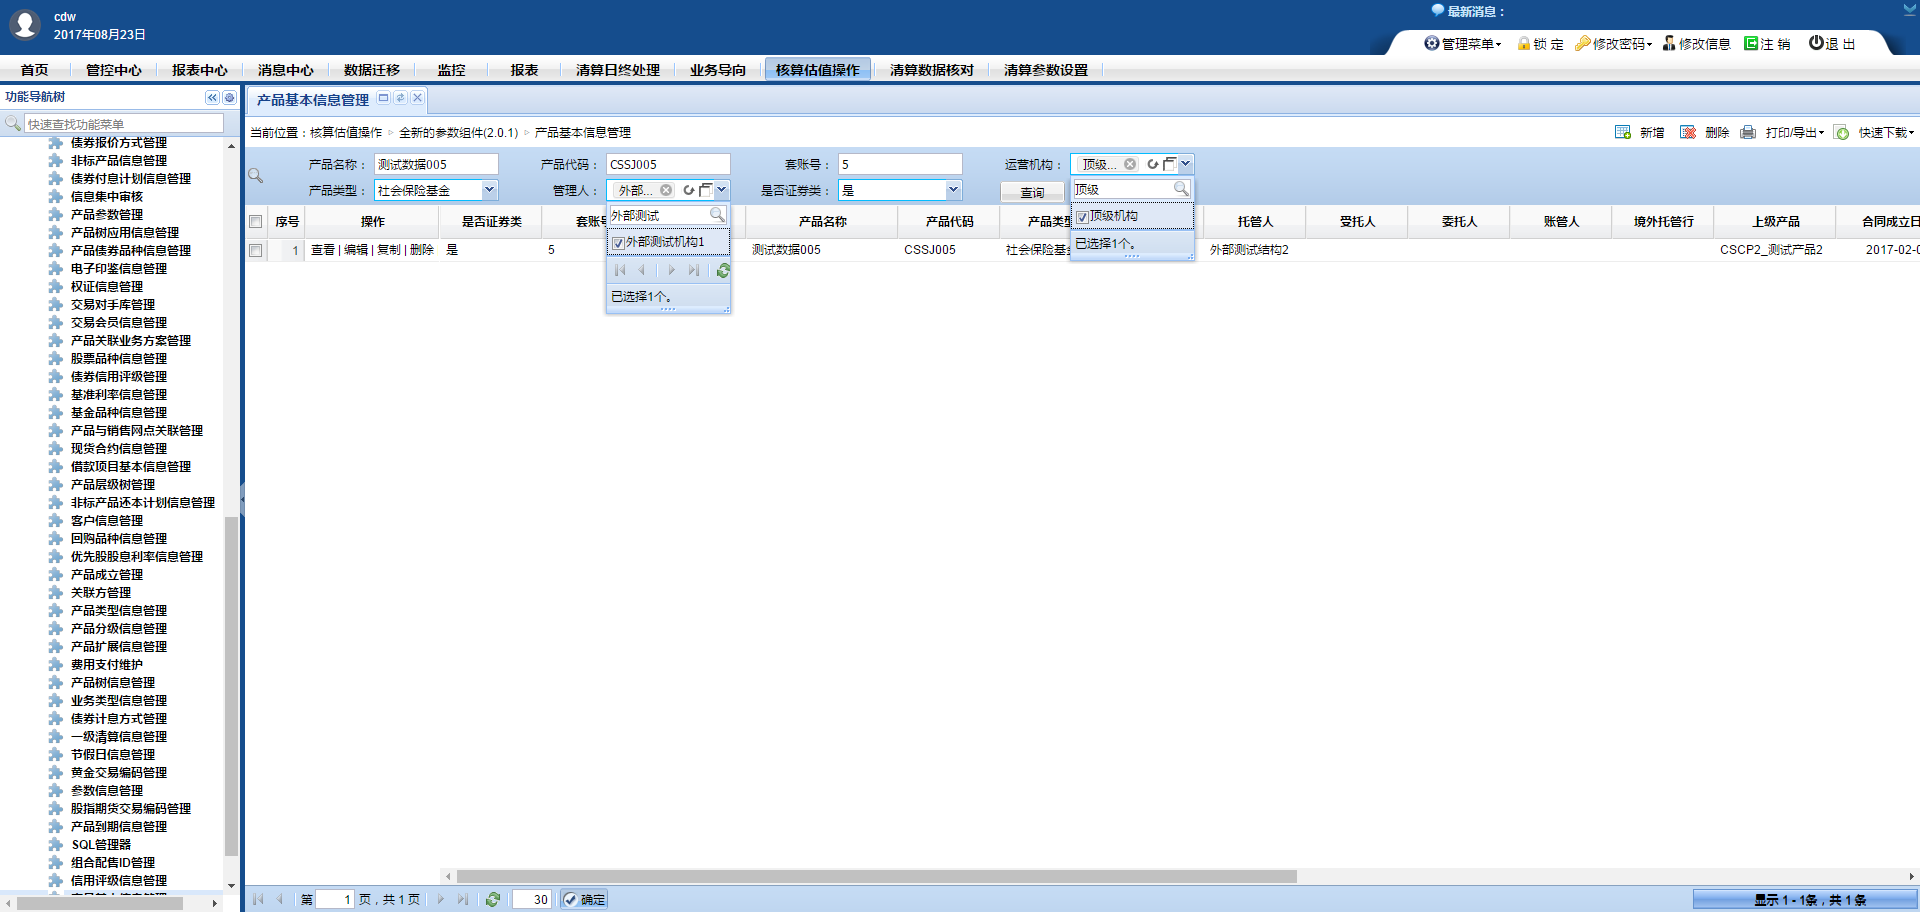 cdw
2017年08月23日
最新消息：
管理菜单 锁 定 修改密码 修改信息 注 销 退 出
首页 管控中心 报表中心 消息中心 数据迁移 监控 报表 清算日终处理 业务导向 核算估值操作 清算数据核对 清算参数设置
功能导航树
快速查找功能菜单
债券报价方式管理
非标产品信息管理
债券付息计划信息管理
信息集中审核
产品参数管理
产品树应用信息管理
产品债券品种信息管理
电子印鉴信息管理
权证信息管理
交易对手库管理
交易会员信息管理
产品关联业务方案管理
股票品种信息管理
债券信用评级管理
基准利率信息管理
基金品种信息管理
产品与销售网点关联管理
现货合约信息管理
借款项目基本信息管理
产品层级树管理
非标产品还本计划信息管理
客户信息管理
回购品种信息管理
优先股股息利率信息管理
产品成立管理
关联方管理
产品类型信息管理
产品分级信息管理
产品扩展信息管理
费用支付维护
产品树信息管理
业务类型信息管理
债券计息方式管理
一级清算信息管理
节假日信息管理
黄金交易编码管理
参数信息管理
股指期货交易编码管理
产品到期信息管理
SQL管理器
组合配售ID管理
信用评级信息管理
产品基本信息管理
产品基本信息管理
当前位置：核算估值操作 全新的参数组件(2.0.1) 产品基本信息管理
新增 删除 打印/导出 快速下载
产品名称： 测试数据005 产品代码： CSSJ005 套账号： 5 运营机构： 顶级...
产品类型： 社会保险基金 管理人： 外部... 是否证券类： 是 查询
顶级
顶级机构
已选择1个。
外部测试
外部测试机构1
已选择1个。
序号 操作 是否证券类 套账号 产品名称 产品代码 产品类 托管人 受托人 委托人 账管人 境外托管行 上级产品 合同成立日
1 查看 | 编辑 | 复制 | 删除 是 5 测试数据005 CSSJ005 社会保险基金 外部测试结构2 CSCP2_测试产品2 2017-02-0
第 1 页，共 1 页 30 确定
显示 1 - 1条，共 1 条